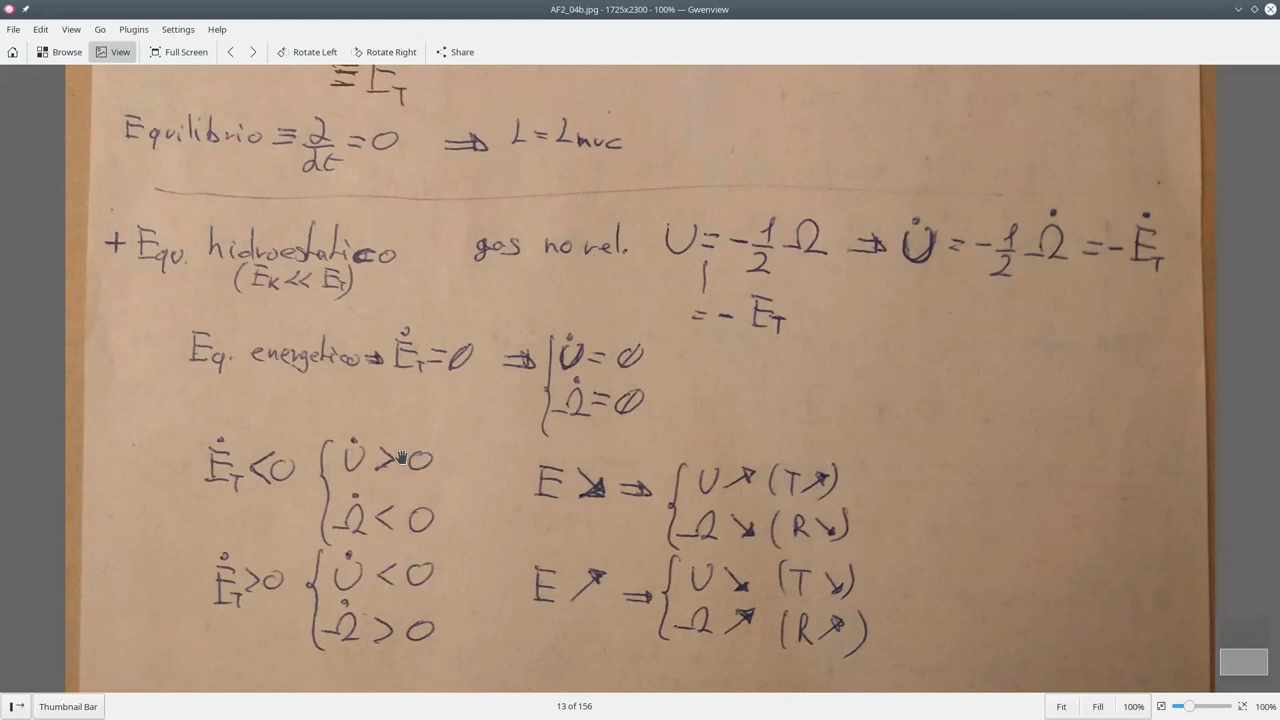 AF2_04b.jpg - 1725x2300 - 100% — Gwenview
File Edit View Go Plugins Settings Help
Browse View Full Screen Rotate Left Rotate Right Share
≡ E_T
Equilibrio ≡ ∂/∂t = 0 ⇒ L = L nuc
+ Equ. hidroestatico gas no rel. U = -1/2 Ω ⇒ U̇ = -1/2 Ω̇ = -Ė_T
(E_K << E_T)
= - E_T
Eq. energetico → Ė_T = 0 ⇒ { U̇ = 0
Ω̇ = 0
Ė_T < 0 { U̇ > 0 E ↘ ⇒ { U ↗ (T ↗)
Ω̇ < 0 Ω ↘ (R ↘)
Ė_T > 0 { U̇ < 0 E ↗ ⇒ { U ↘ (T ↘)
Ω̇ > 0 Ω ↗ (R ↗)
Thumbnail Bar 13 of 156 Fit Fill 100% 100%